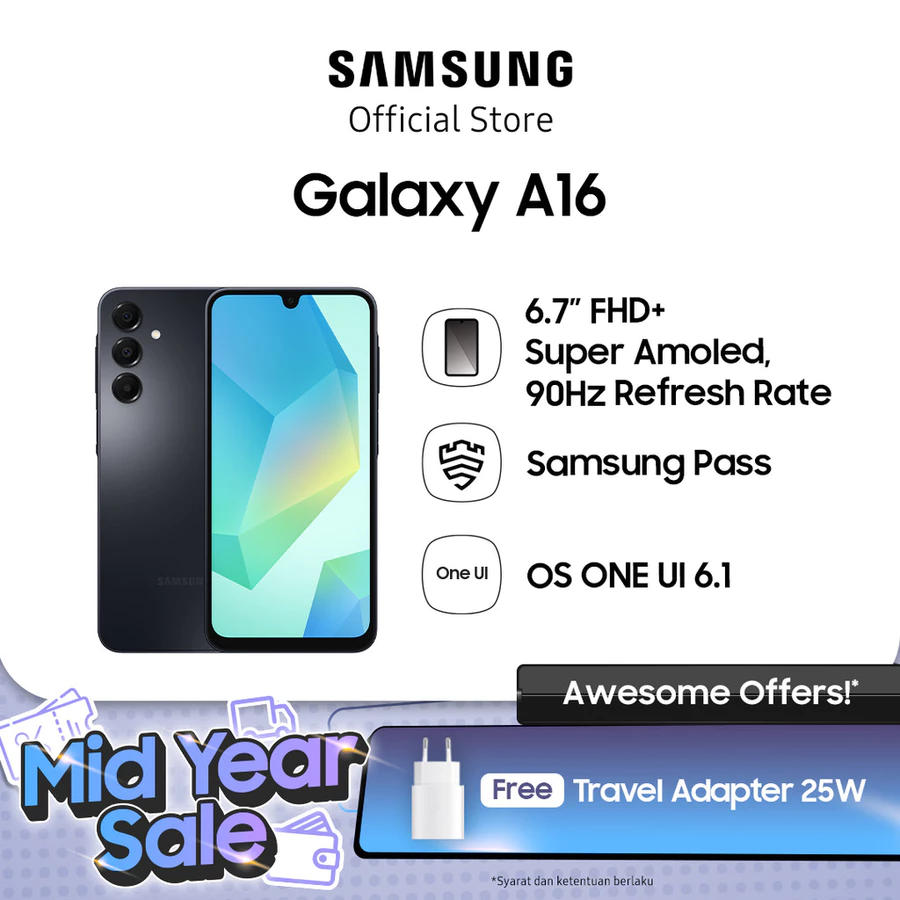 SAMSUNG
Official Store
Galaxy A16
6.7” FHD+
Super Amoled,
90Hz Refresh Rate
Samsung Pass
One UI
OS ONE UI 6.1
SAMSUNG
Awesome Offers!*
Mid Year
Sale
Free Travel Adapter 25W
*Syarat dan ketentuan berlaku